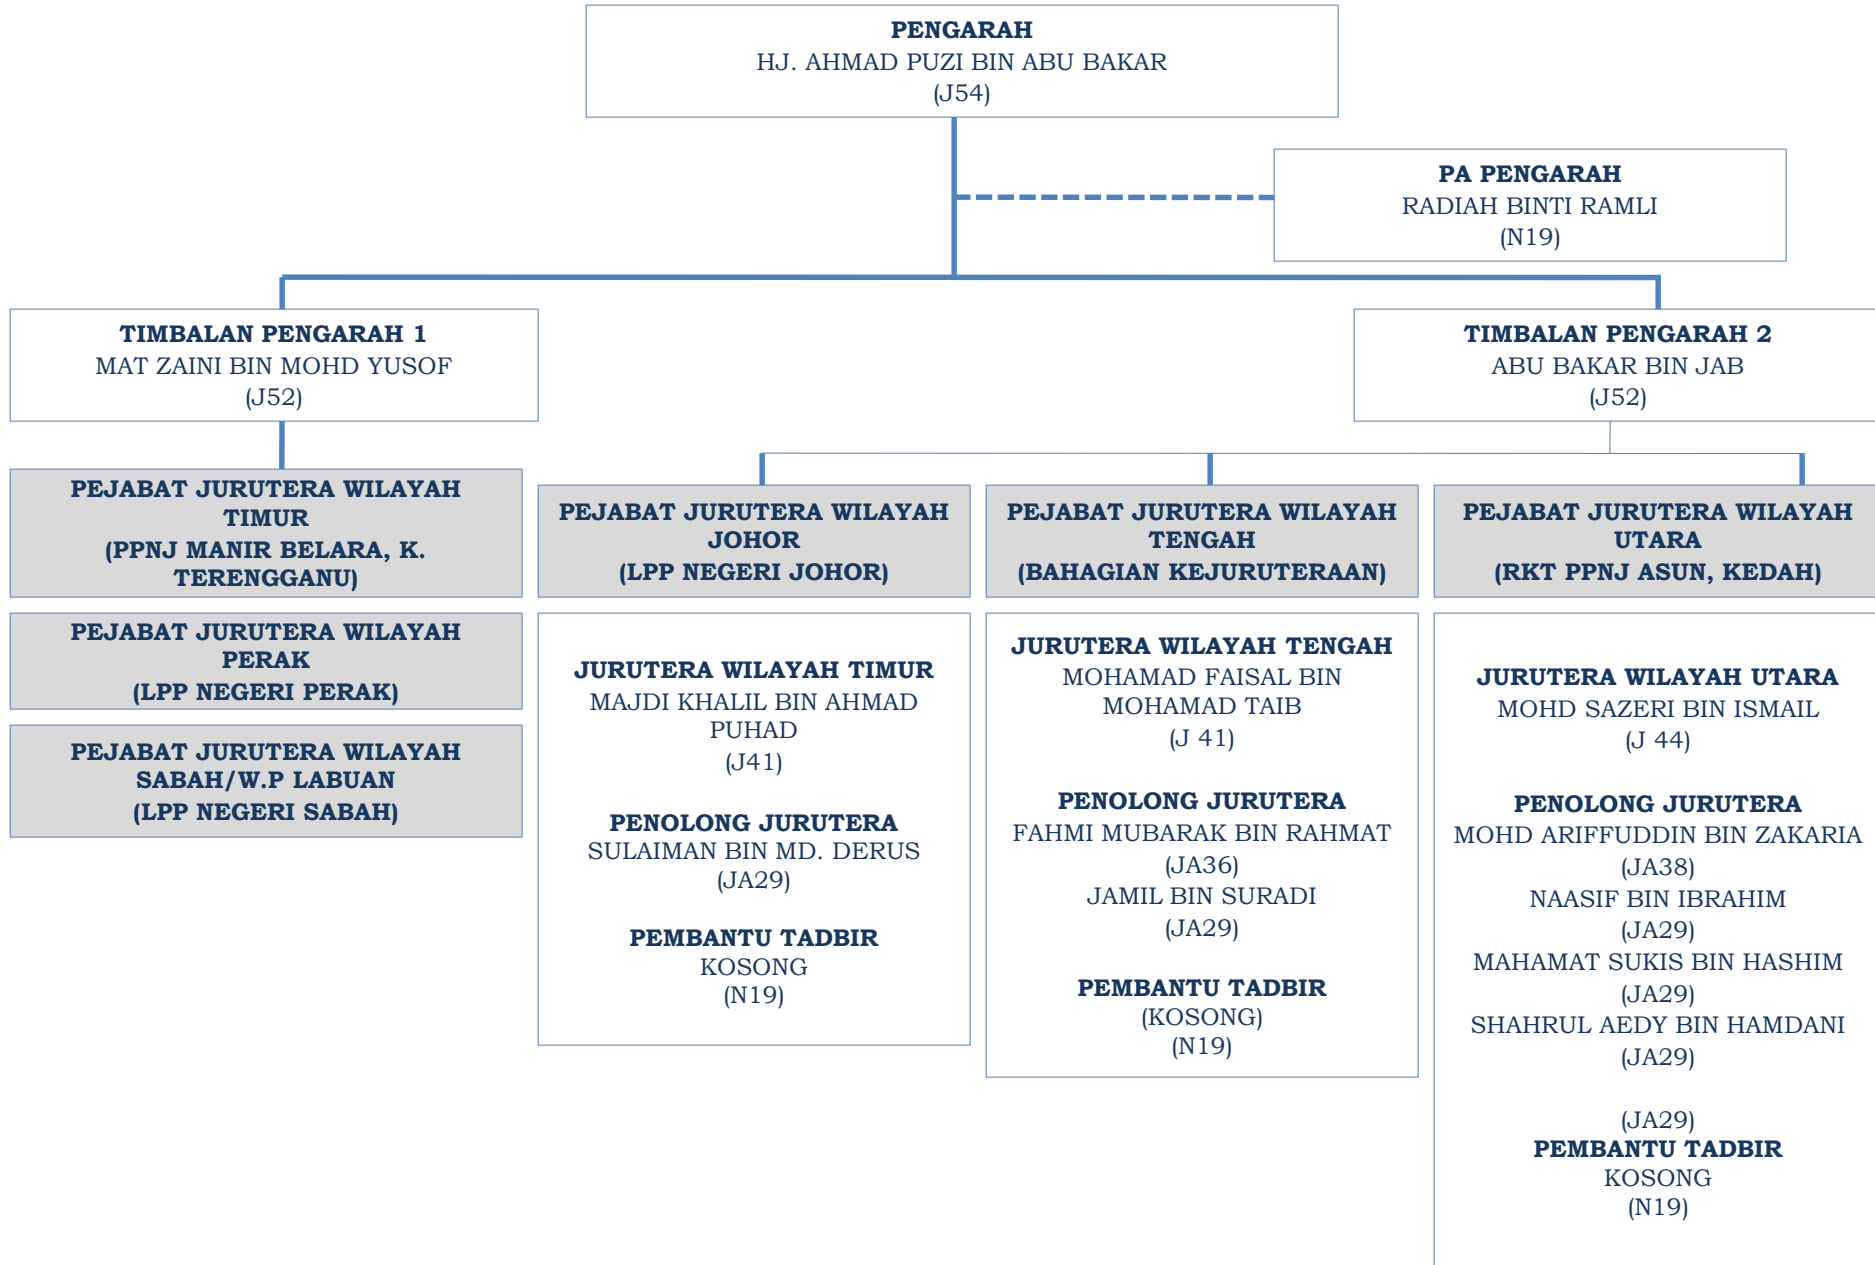 PENGARAH
HJ. AHMAD PUZI BIN ABU BAKAR
(J54)
PA PENGARAH
RADIAH BINTI RAMLI
(N19)
TIMBALAN PENGARAH 1
MAT ZAINI BIN MOHD YUSOF
(J52)
TIMBALAN PENGARAH 2
ABU BAKAR BIN JAB
(J52)
PEJABAT JURUTERA WILAYAH
TIMUR
(PPNJ MANIR BELARA, K.
TERENGGANU)
PEJABAT JURUTERA WILAYAH
PERAK
(LPP NEGERI PERAK)
PEJABAT JURUTERA WILAYAH
SABAH/W.P LABUAN
(LPP NEGERI SABAH)
PEJABAT JURUTERA WILAYAH
JOHOR
(LPP NEGERI JOHOR)
JURUTERA WILAYAH TIMUR
MAJDI KHALIL BIN AHMAD
PUHAD
(J41)
PENOLONG JURUTERA
SULAIMAN BIN MD. DERUS
(JA29)
PEMBANTU TADBIR
KOSONG
(N19)
PEJABAT JURUTERA WILAYAH
TENGAH
(BAHAGIAN KEJURUTERAAN)
JURUTERA WILAYAH TENGAH
MOHAMAD FAISAL BIN
MOHAMAD TAIB
(J 41)
PENOLONG JURUTERA
FAHMI MUBARAK BIN RAHMAT
(JA36)
JAMIL BIN SURADI
(JA29)
PEMBANTU TADBIR
(KOSONG)
(N19)
PEJABAT JURUTERA WILAYAH
UTARA
(RKT PPNJ ASUN, KEDAH)
JURUTERA WILAYAH UTARA
MOHD SAZERI BIN ISMAIL
(J 44)
PENOLONG JURUTERA
MOHD ARIFFUDDIN BIN ZAKARIA
(JA38)
NAASIF BIN IBRAHIM
(JA29)
MAHAMAT SUKIS BIN HASHIM
(JA29)
SHAHRUL AEDY BIN HAMDANI
(JA29)
(JA29)
PEMBANTU TADBIR
KOSONG
(N19)